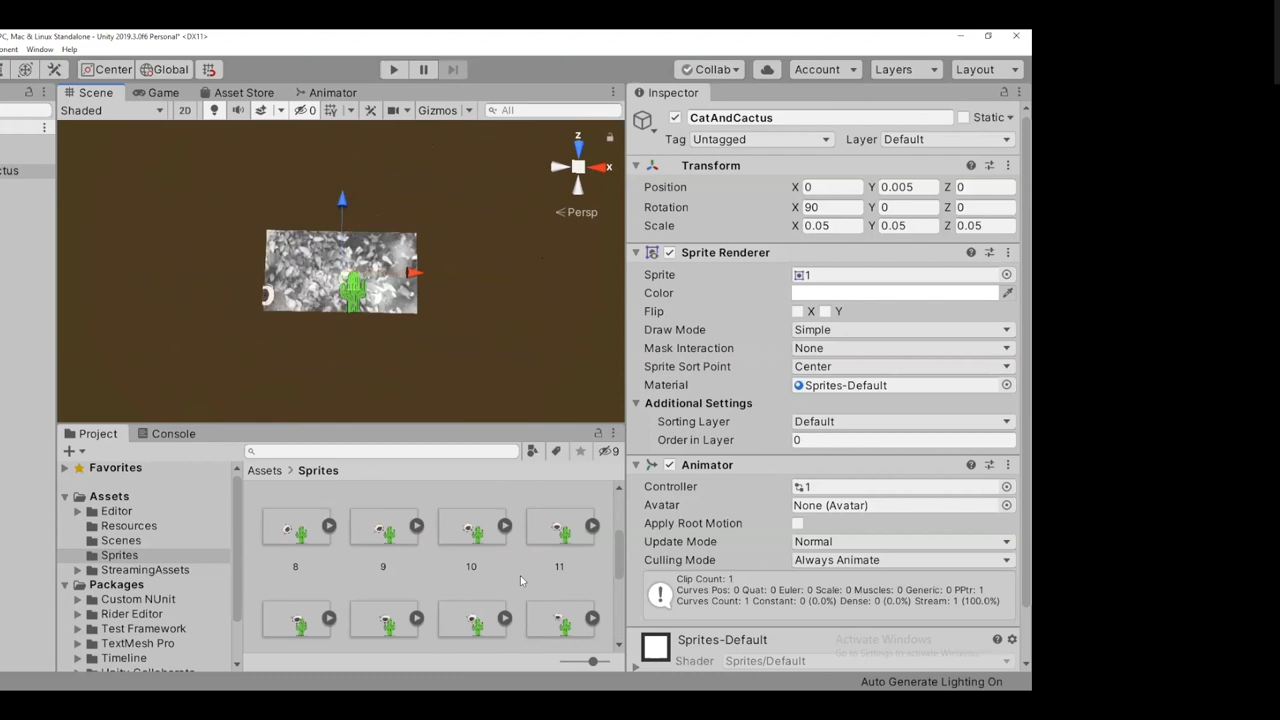 PC, Mac & Linux Standalone - Unity 2019.3.0f6 Personal* <DX11>
Window Help
Center Global Collab Account Layers Layout
Scene Game Asset Store Animator
Shaded 2D 0 Gizmos All
z
x
Persp
ctus
Project Console
9
Favorites
Assets
Editor
Resources
Scenes
Sprites
StreamingAssets
Packages
Custom NUnit
Rider Editor
Test Framework
TextMesh Pro
Timeline
Assets > Sprites
8 9 10 11
Inspector
CatAndCactus Static
Tag Untagged Layer Default
Transform
Position X 0 Y 0.005 Z 0
Rotation X 90 Y 0 Z 0
Scale X 0.05 Y 0.05 Z 0.05
Sprite Renderer
Sprite 1
Color
Flip X Y
Draw Mode Simple
Mask Interaction None
Sprite Sort Point Center
Material Sprites-Default
Additional Settings
Sorting Layer Default
Order in Layer 0
Animator
Controller 1
Avatar None (Avatar)
Apply Root Motion
Update Mode Normal
Culling Mode Always Animate
Clip Count: 1
Curves Pos: 0 Quat: 0 Euler: 0 Scale: 0 Muscles: 0 Generic: 0 PPtr: 1
Curves Count: 1 Constant: 0 (0.0%) Dense: 0 (0.0%) Stream: 1 (100.0%)
Sprites-Default
Activate Windows
Go to Settings to activate Windows.
Shader Sprites/Default
Auto Generate Lighting On